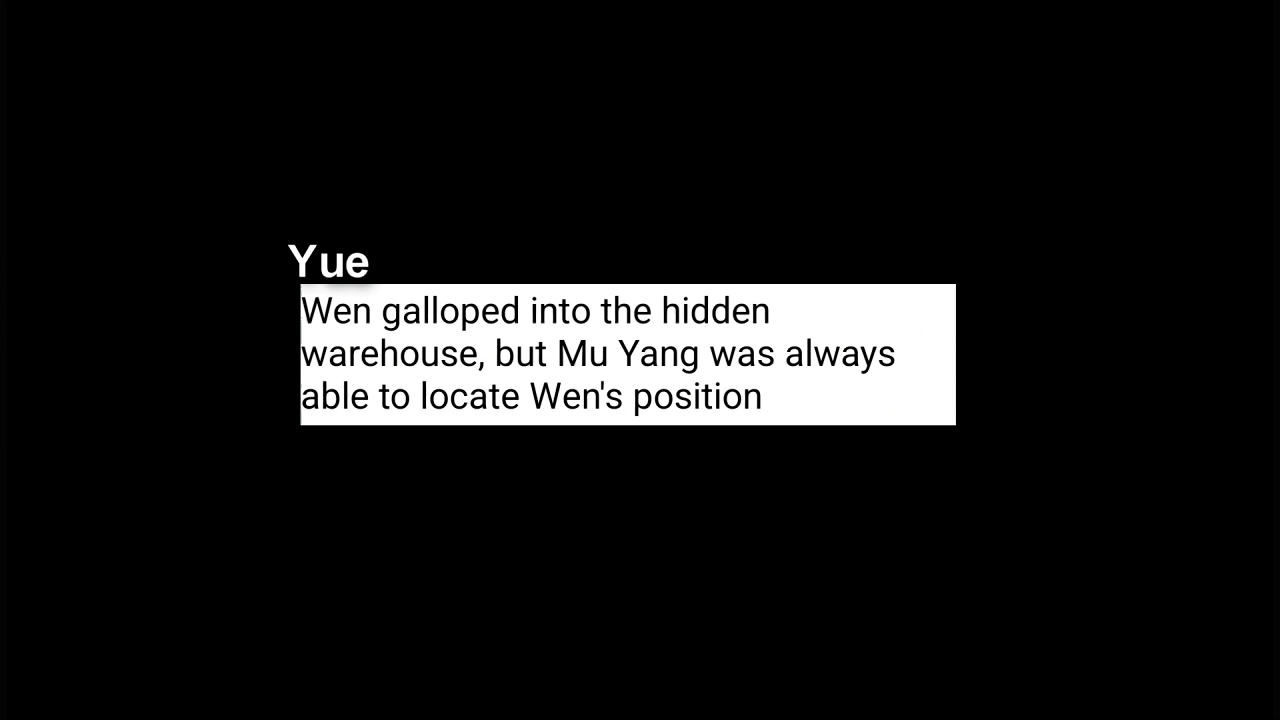 Yue
Wen galloped into the hidden
warehouse, but Mu Yang was always
able to locate Wen's position